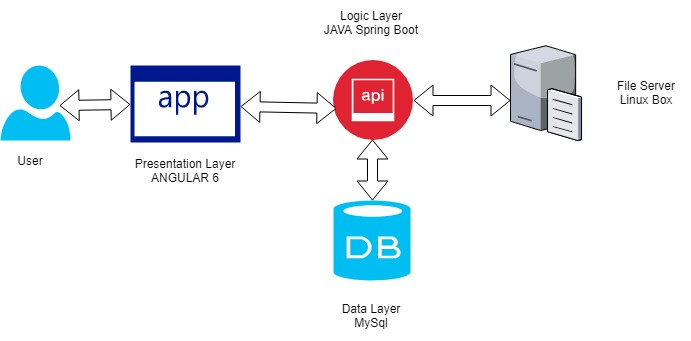 Logic Layer
JAVA Spring Boot
app
api
File Server
Linux Box
User
Presentation Layer
ANGULAR 6
DB
Data Layer
MySql